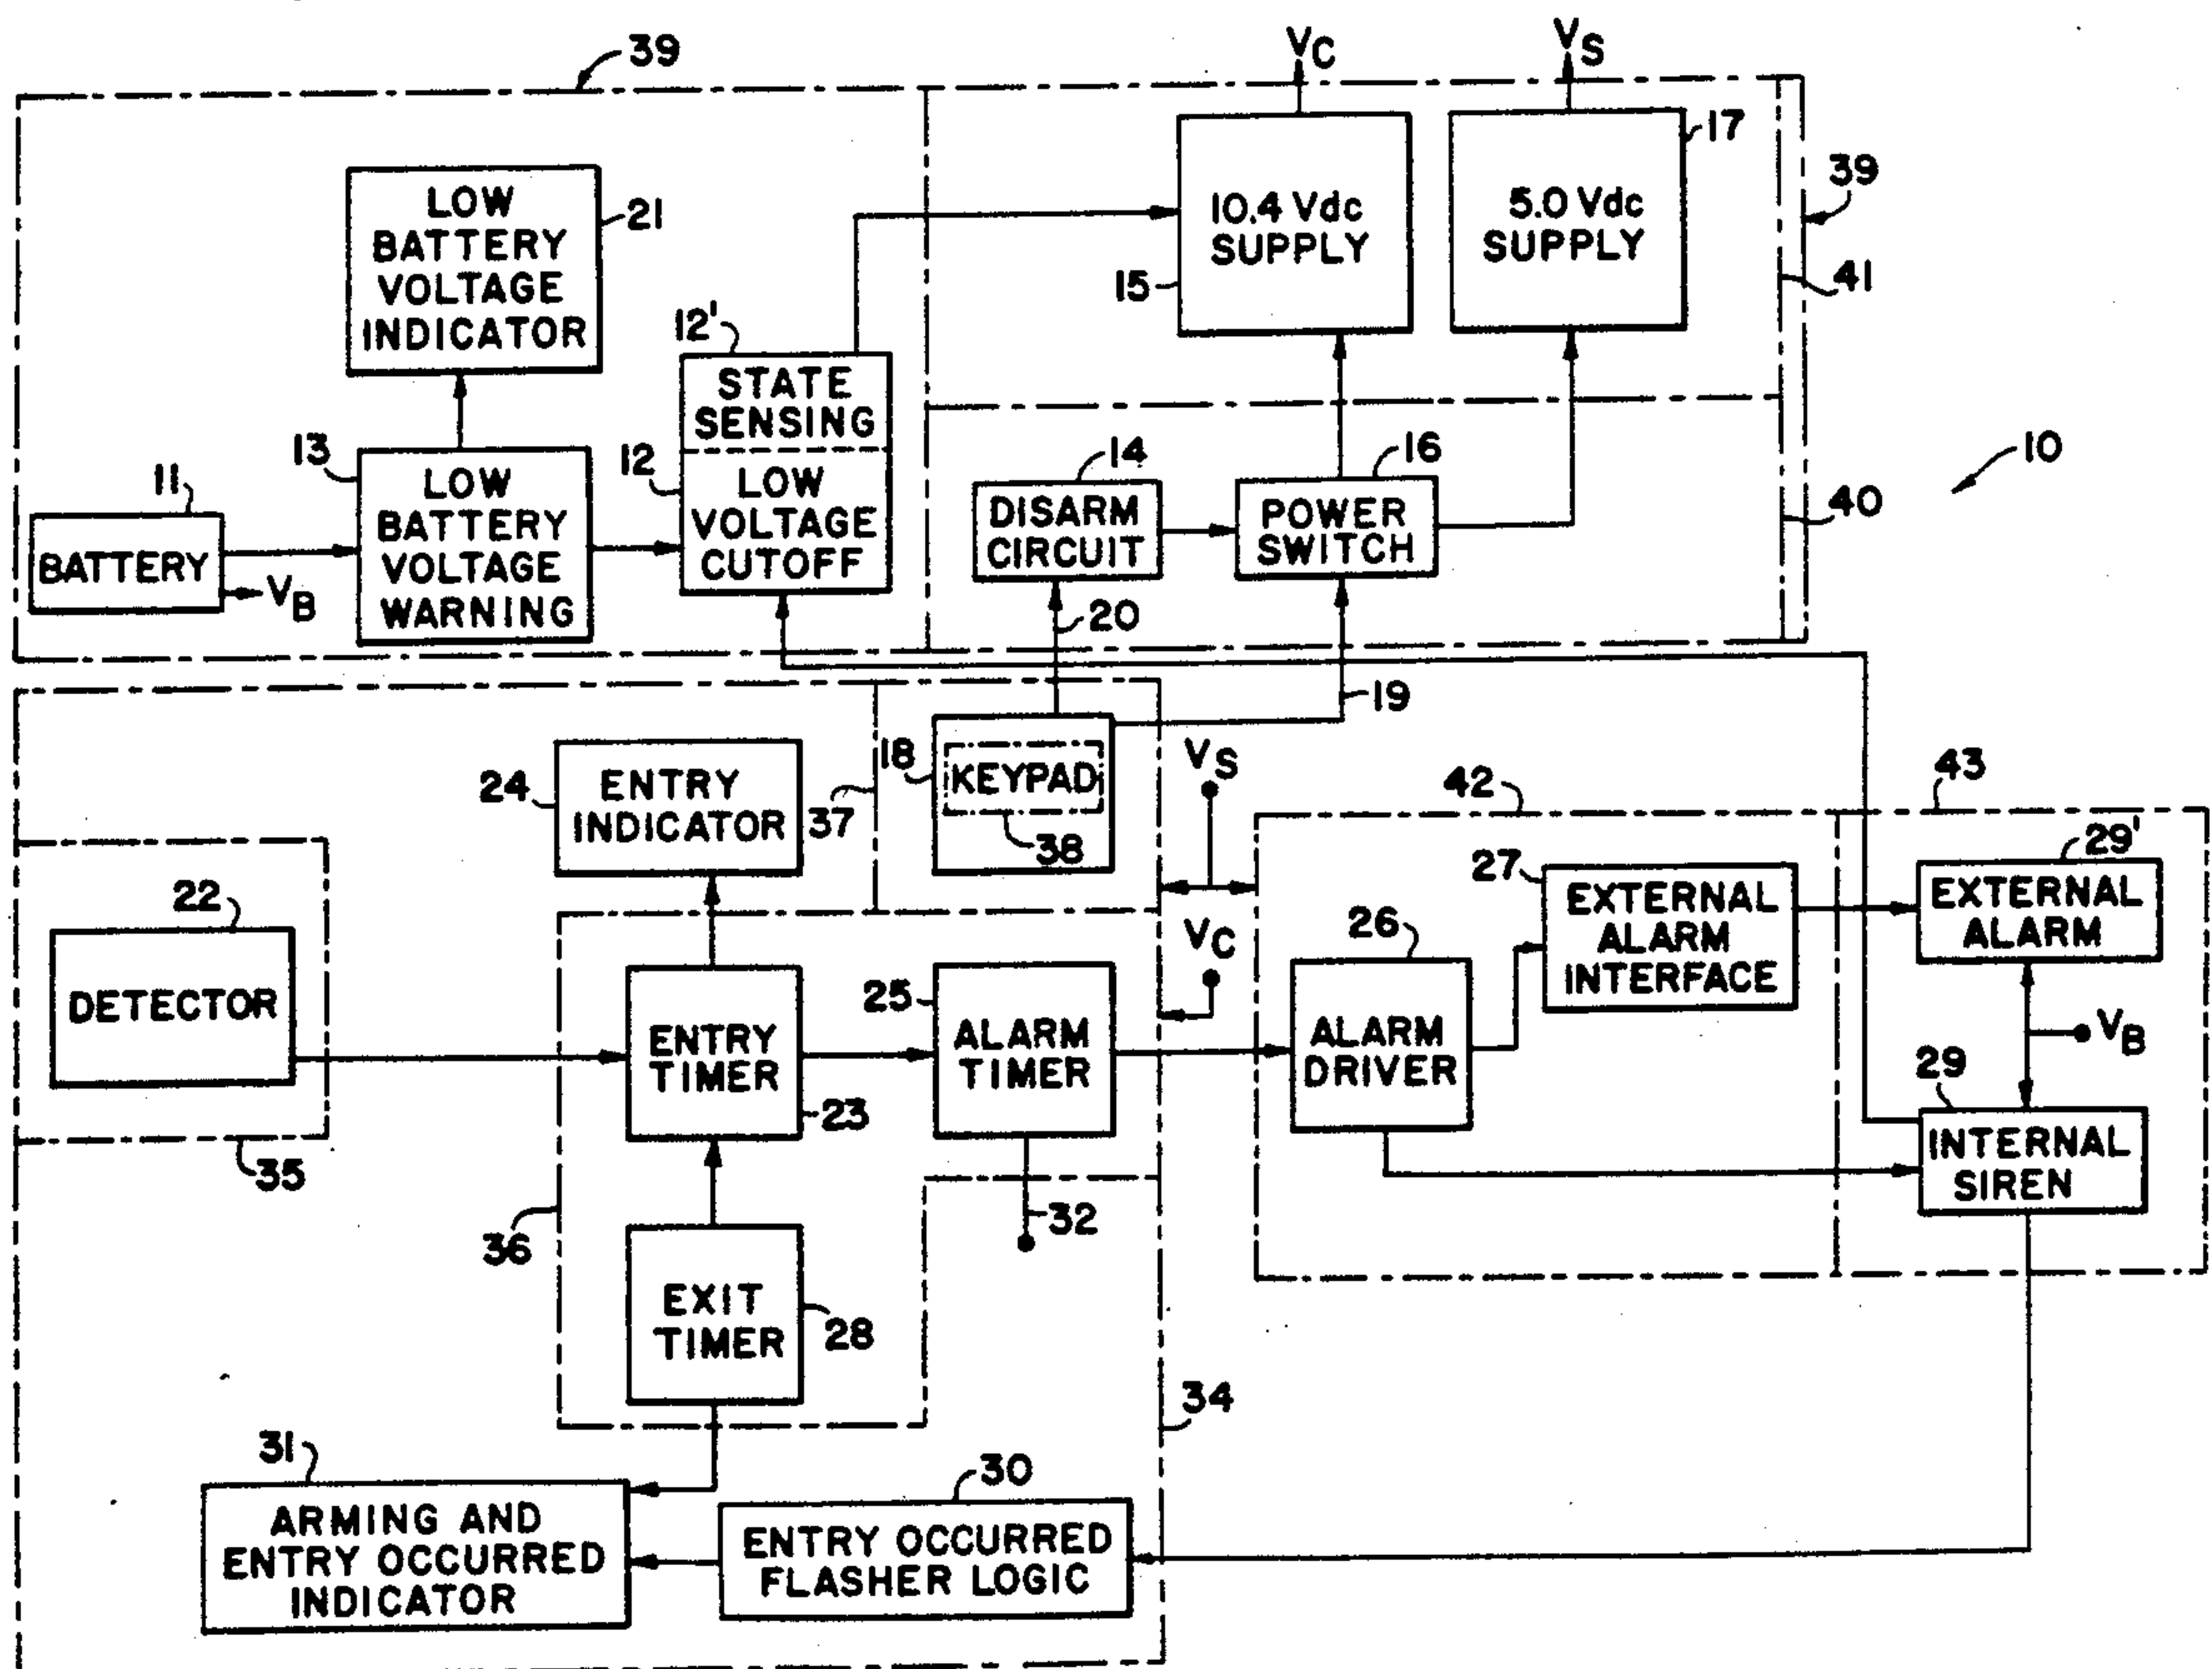 39
VC
VS
LOW
BATTERY
VOLTAGE
INDICATOR
21
10.4 Vdc
SUPPLY
15
5.0 Vdc
SUPPLY
17
39
41
12'
STATE
SENSING
12
LOW
VOLTAGE
CUTOFF
13
LOW
BATTERY
VOLTAGE
WARNING
11
BATTERY
VB
14
DISARM
CIRCUIT
16
POWER
SWITCH
10
40
20
19
24
ENTRY
INDICATOR
37
18
KEYPAD
38
VS
VC
42
43
22
DETECTOR
35
ENTRY
TIMER
23
25
ALARM
TIMER
32
26
ALARM
DRIVER
27
EXTERNAL
ALARM
INTERFACE
29'
EXTERNAL
ALARM
VB
29
INTERNAL
SIREN
36
EXIT
TIMER
28
34
31
ARMING AND
ENTRY OCCURRED
INDICATOR
30
ENTRY OCCURRED
FLASHER LOGIC